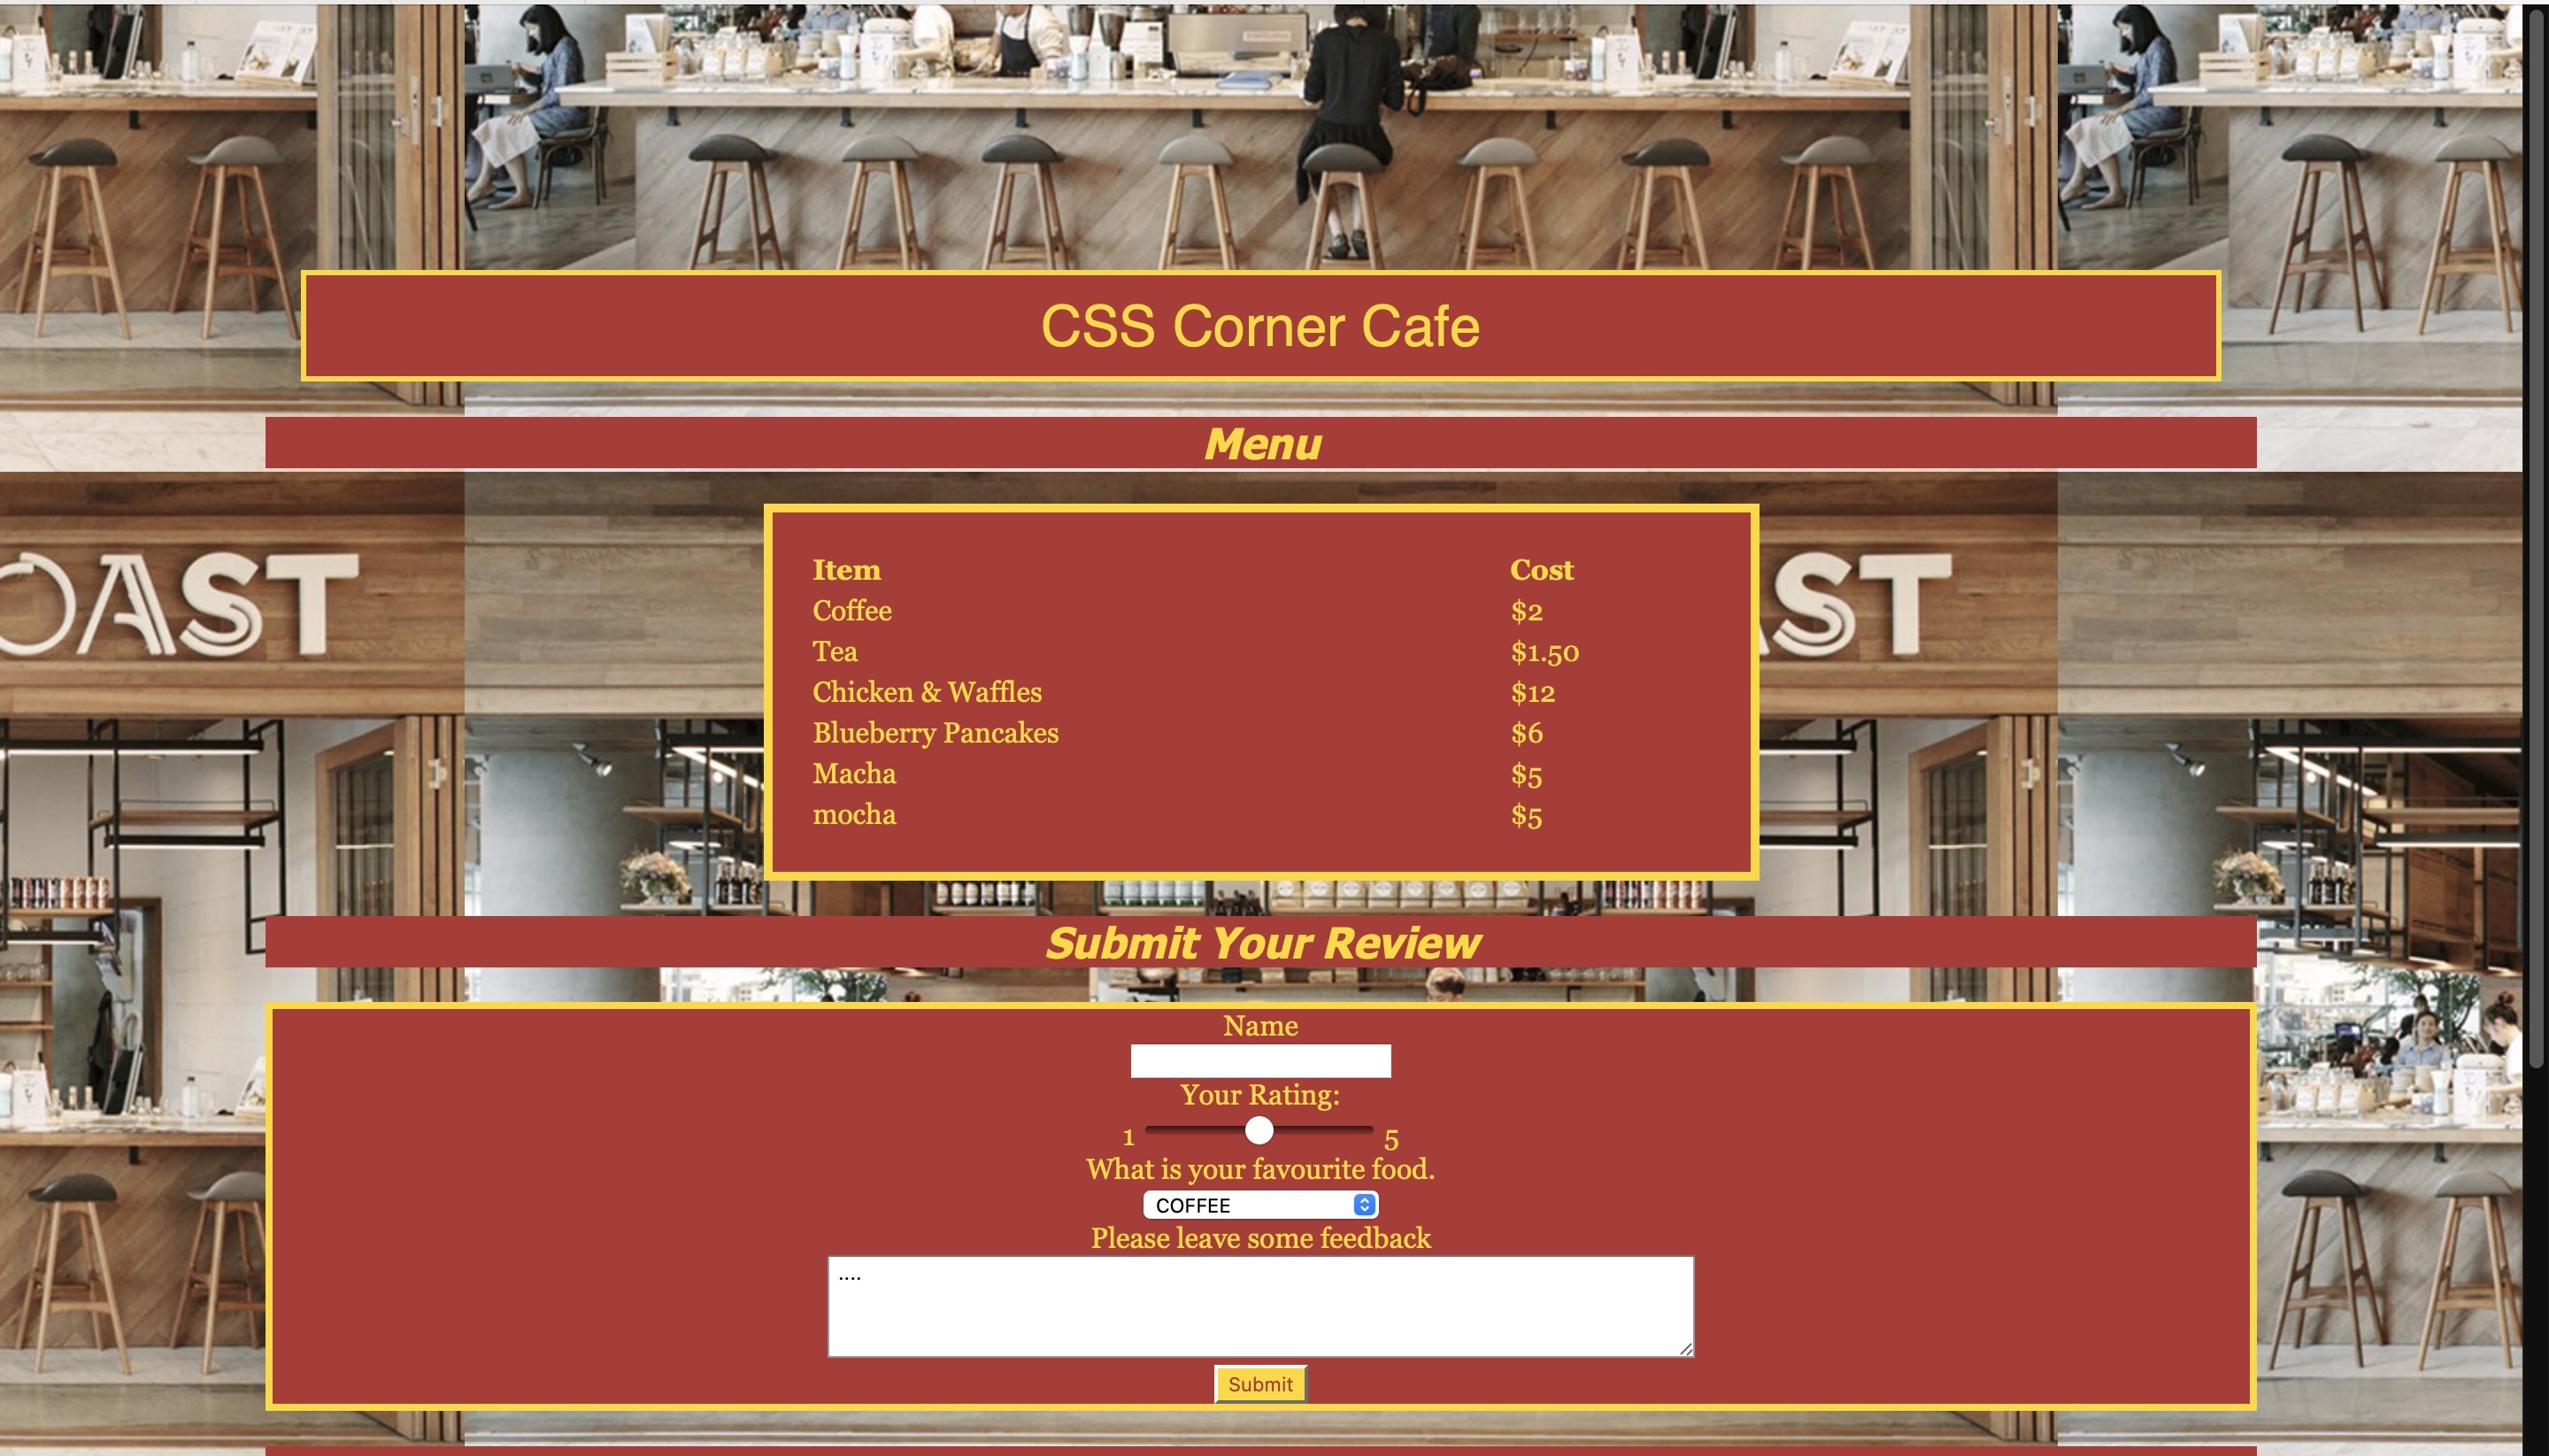 CSS Corner Cafe
Menu
OAST
ST
Item Cost
Coffee $2
Tea $1.50
Chicken & Waffles $12
Blueberry Pancakes $6
Macha $5
mocha $5
Submit Your Review
Name
Your Rating:
1 5
What is your favourite food.
COFFEE
Please leave some feedback
....
Submit